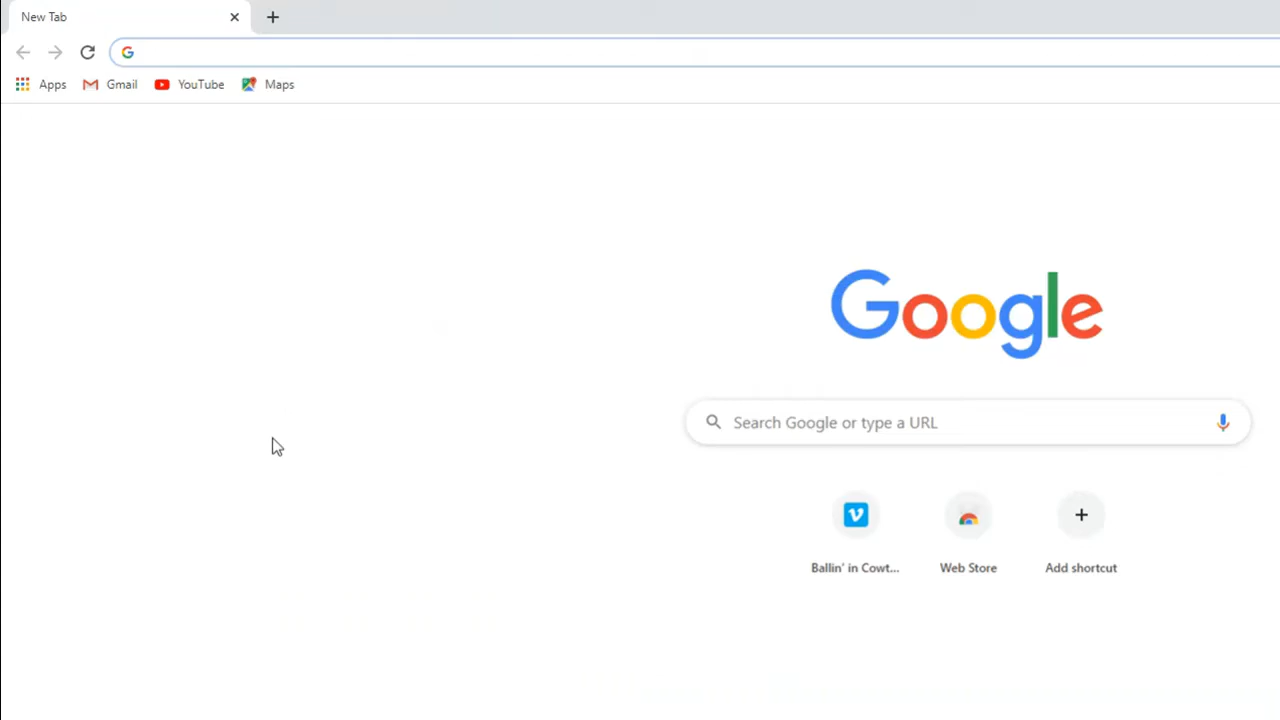 New Tab
Apps Gmail YouTube Maps
Google
Search Google or type a URL
Ballin' in Cowt... Web Store Add shortcut